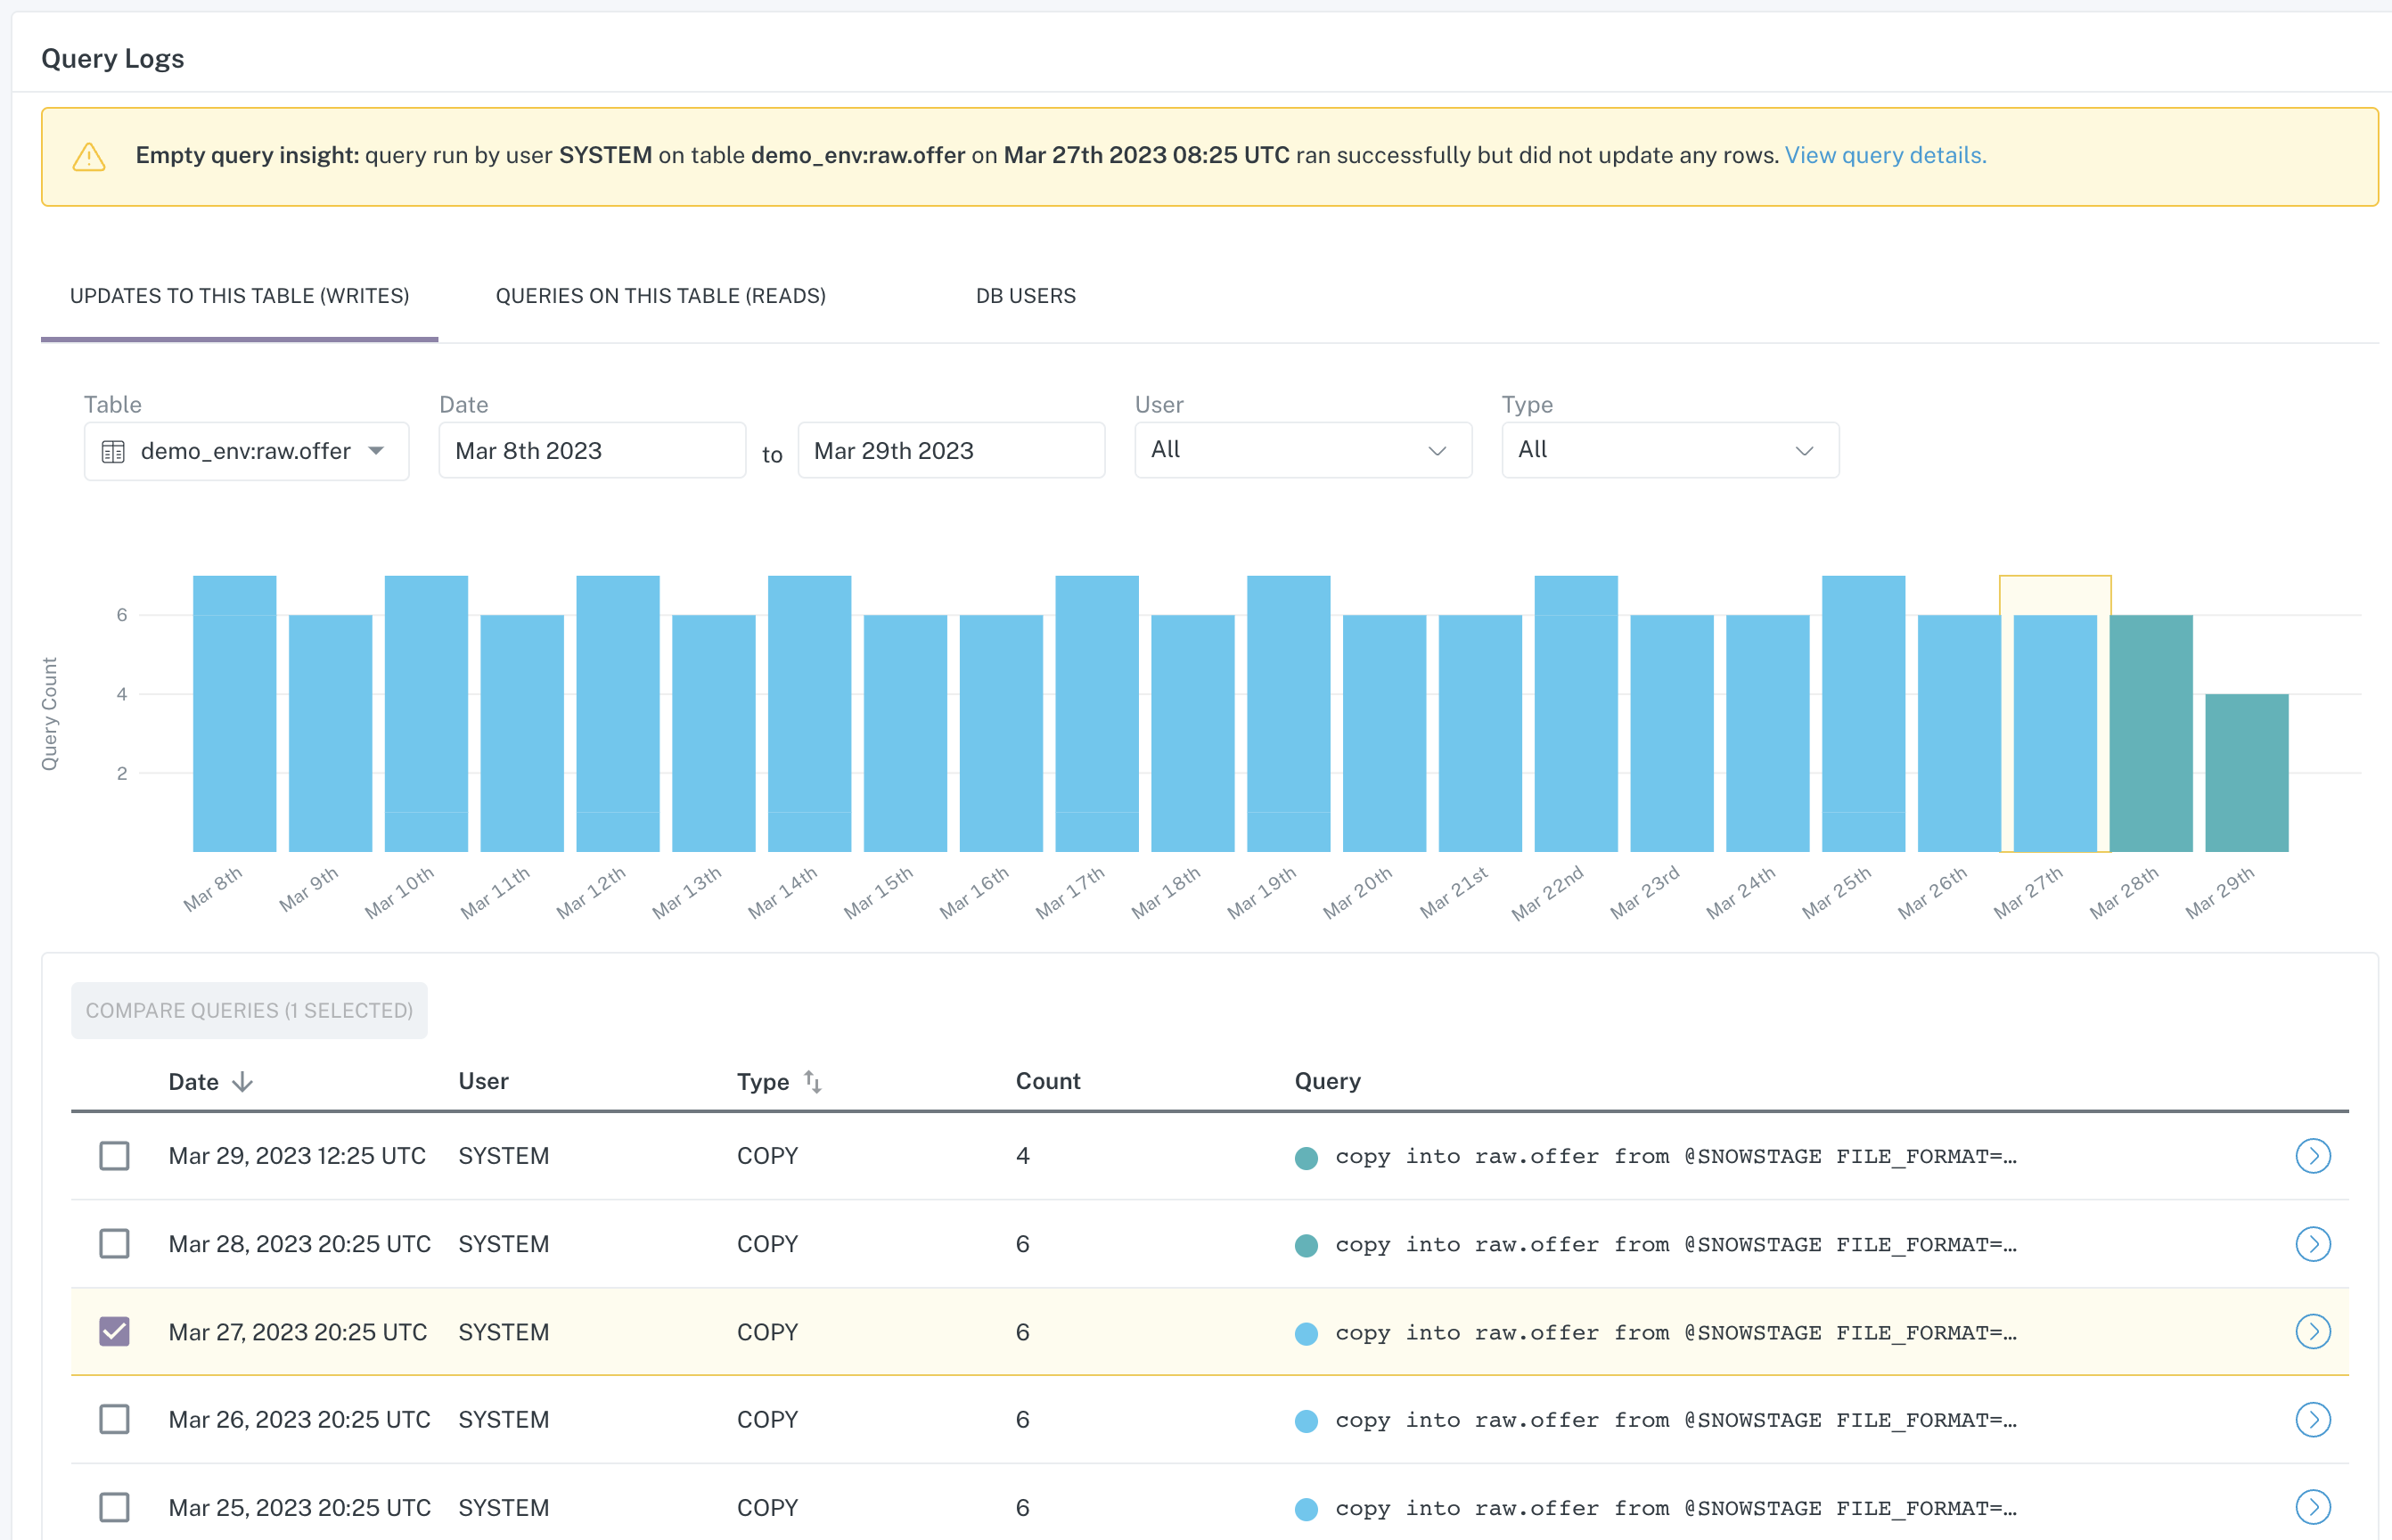 Query Logs
Empty query insight: query run by user SYSTEM on table demo_env:raw.offer on Mar 27th 2023 08:25 UTC ran successfully but did not update any rows. View query details.
UPDATES TO THIS TABLE (WRITES) QUERIES ON THIS TABLE (READS) DB USERS
Table Date User Type
demo_env:raw.offer Mar 8th 2023 to Mar 29th 2023 All All
6
4
2
Query Count
Mar 8th Mar 9th Mar 10th Mar 11th Mar 12th Mar 13th Mar 14th Mar 15th Mar 16th Mar 17th Mar 18th Mar 19th Mar 20th Mar 21st Mar 22nd Mar 23rd Mar 24th Mar 25th Mar 26th Mar 27th Mar 28th Mar 29th
COMPARE QUERIES (1 SELECTED)
Date User Type Count Query
Mar 29, 2023 12:25 UTC SYSTEM COPY 4 copy into raw.offer from @SNOWSTAGE FILE_FORMAT=…
Mar 28, 2023 20:25 UTC SYSTEM COPY 6 copy into raw.offer from @SNOWSTAGE FILE_FORMAT=…
Mar 27, 2023 20:25 UTC SYSTEM COPY 6 copy into raw.offer from @SNOWSTAGE FILE_FORMAT=…
Mar 26, 2023 20:25 UTC SYSTEM COPY 6 copy into raw.offer from @SNOWSTAGE FILE_FORMAT=…
Mar 25, 2023 20:25 UTC SYSTEM COPY 6 copy into raw.offer from @SNOWSTAGE FILE_FORMAT=…